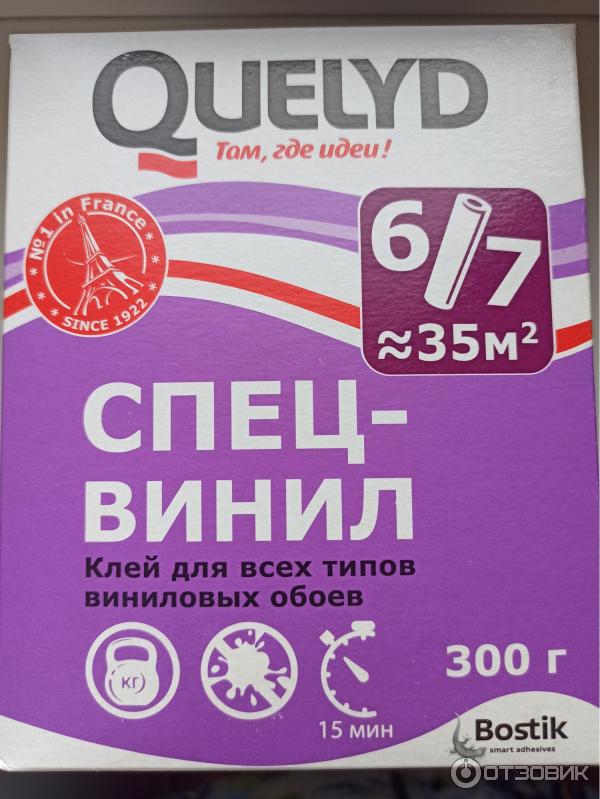 QUELYD
Там, где идеи!
№1 in France
SINCE 1922
6/7
≈35м²
СПЕЦ-
ВИНИЛ
Клей для всех типов
виниловых обоев
кг
15 мин
300 г
Bostik
smart adhesives
ОТЗОВИК